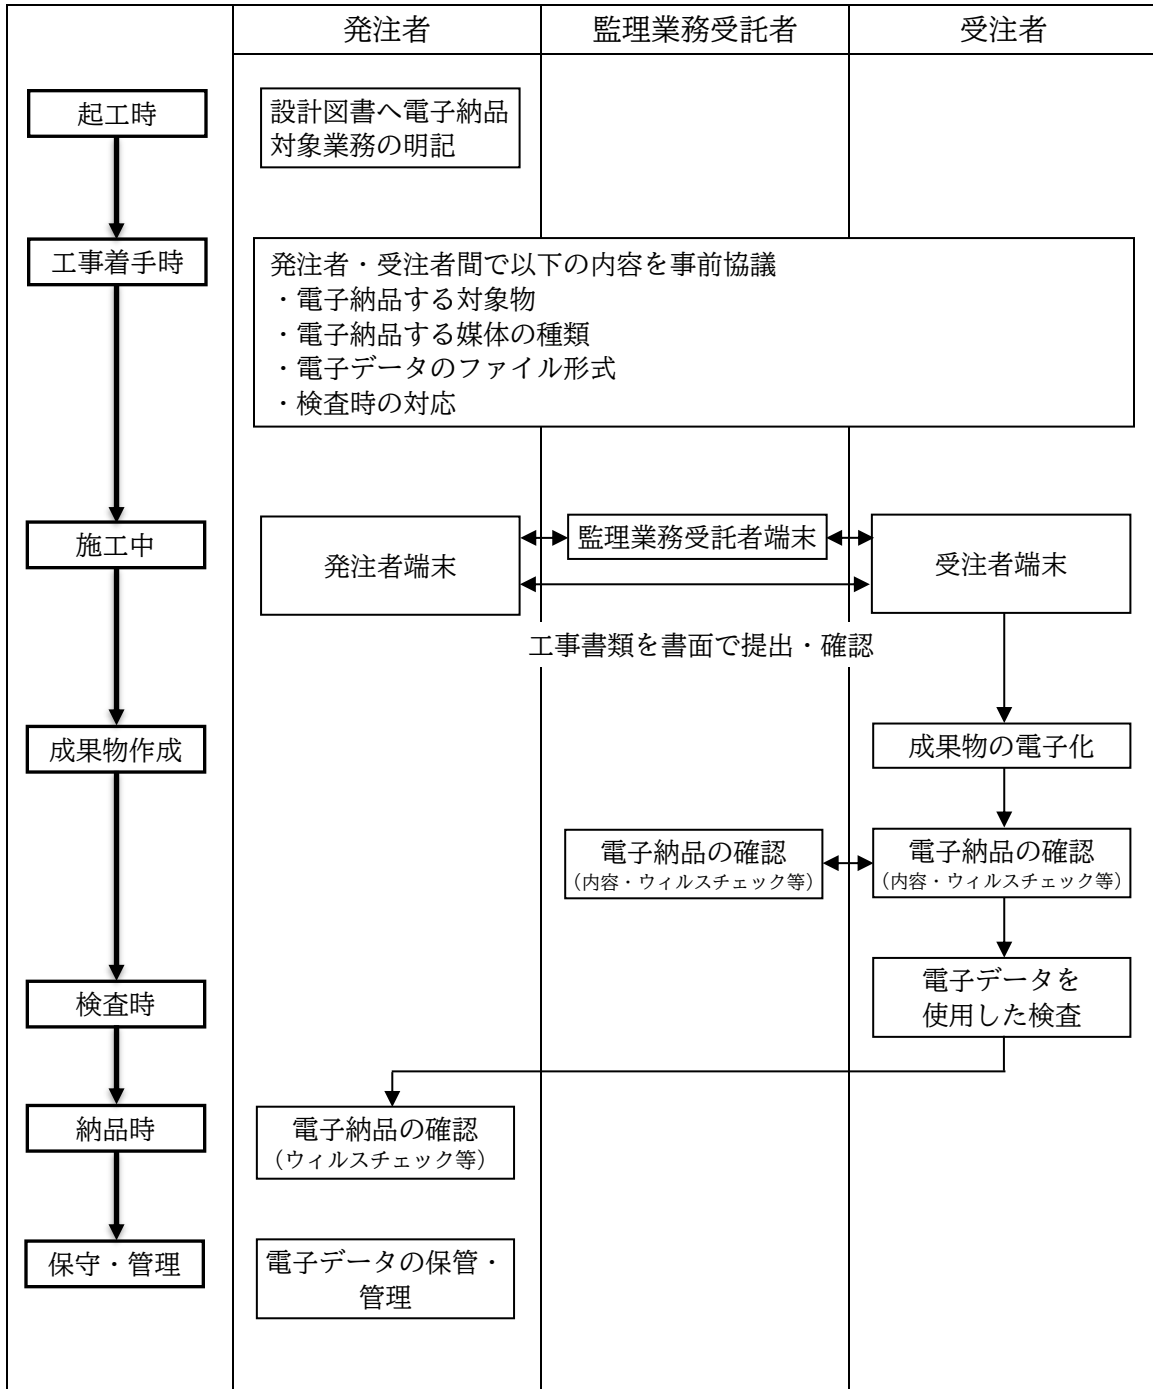 発注者
監理業務受託者
受注者
起工時
設計図書へ電子納品
対象業務の明記
工事着手時
発注者・受注者間で以下の内容を事前協議
・電子納品する対象物
・電子納品する媒体の種類
・電子データのファイル形式
・検査時の対応
施工中
発注者端末
監理業務受託者端末
受注者端末
工事書類を書面で提出・確認
成果物作成
成果物の電子化
電子納品の確認
（内容・ウィルスチェック等）
電子納品の確認
（内容・ウィルスチェック等）
検査時
電子データを
使用した検査
納品時
電子納品の確認
（ウィルスチェック等）
保守・管理
電子データの保管・
管理